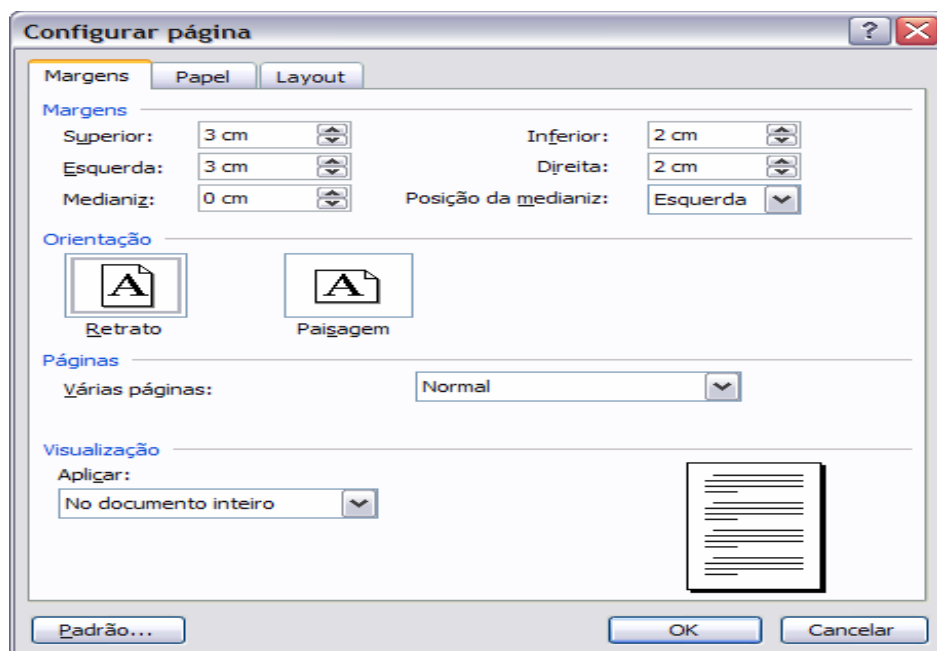 Configurar página
Margens Papel Layout
Margens
Superior: 3 cm Inferior: 2 cm
Esquerda: 3 cm Direita: 2 cm
Medianiz: 0 cm Posição da medianiz: Esquerda
Orientação
A A
Retrato Paisagem
Páginas
Várias páginas: Normal
Visualização
Aplicar:
No documento inteiro
Padrão... OK Cancelar